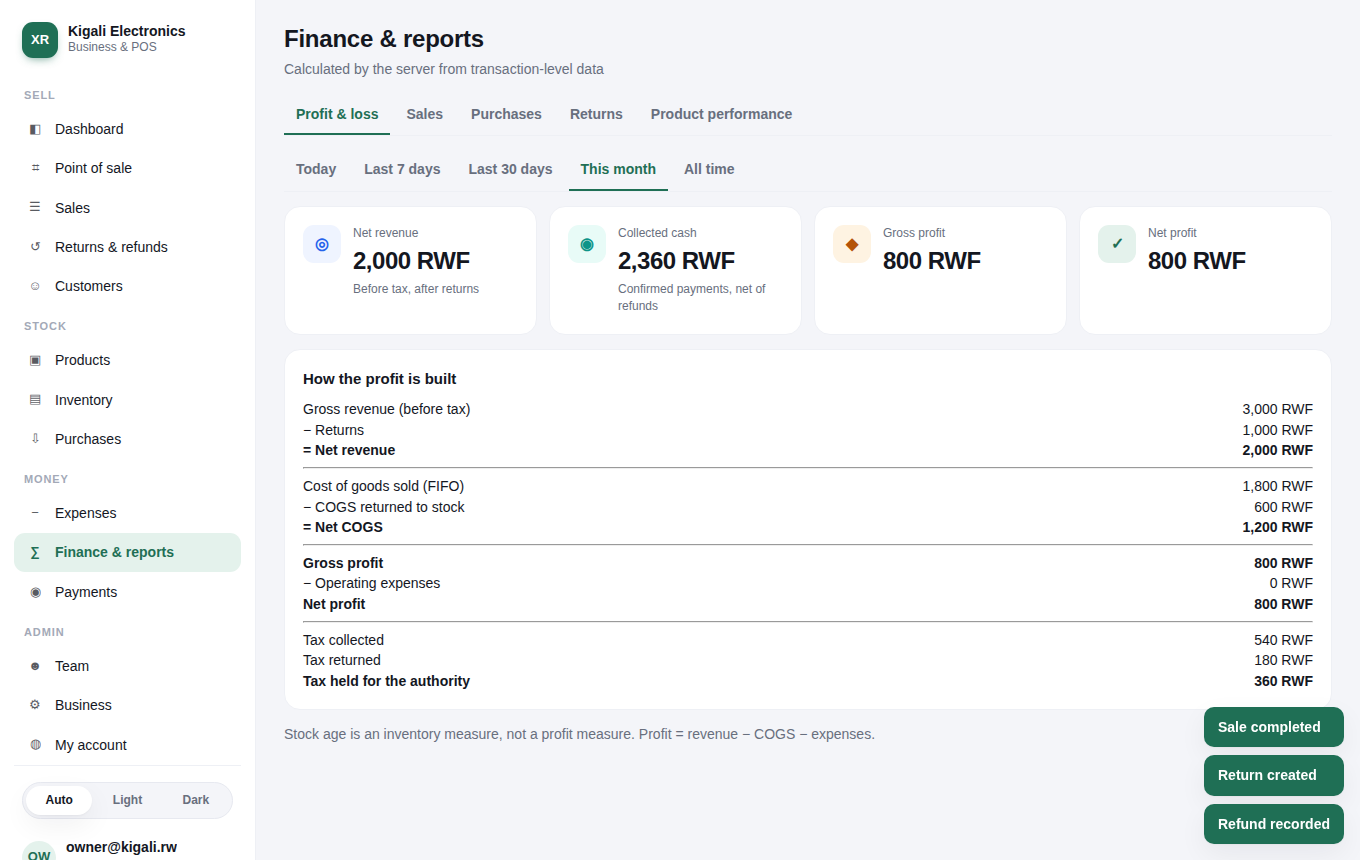 XR
Kigali Electronics
Business & POS
SELL
Dashboard
Point of sale
Sales
Returns & refunds
Customers
STOCK
Products
Inventory
Purchases
MONEY
Expenses
Finance & reports
Payments
ADMIN
Team
Business
My account
Auto Light Dark
OW
owner@kigali.rw
Finance & reports
Calculated by the server from transaction-level data
Profit & loss Sales Purchases Returns Product performance
Today Last 7 days Last 30 days This month All time
Net revenue
2,000 RWF
Before tax, after returns
Collected cash
2,360 RWF
Confirmed payments, net of
refunds
Gross profit
800 RWF
Net profit
800 RWF
How the profit is built
Gross revenue (before tax) 3,000 RWF
− Returns 1,000 RWF
= Net revenue 2,000 RWF
Cost of goods sold (FIFO) 1,800 RWF
− COGS returned to stock 600 RWF
= Net COGS 1,200 RWF
Gross profit 800 RWF
− Operating expenses 0 RWF
Net profit 800 RWF
Tax collected 540 RWF
Tax returned 180 RWF
Tax held for the authority 360 RWF
Stock age is an inventory measure, not a profit measure. Profit = revenue − COGS − expenses.
Sale completed
Return created
Refund recorded